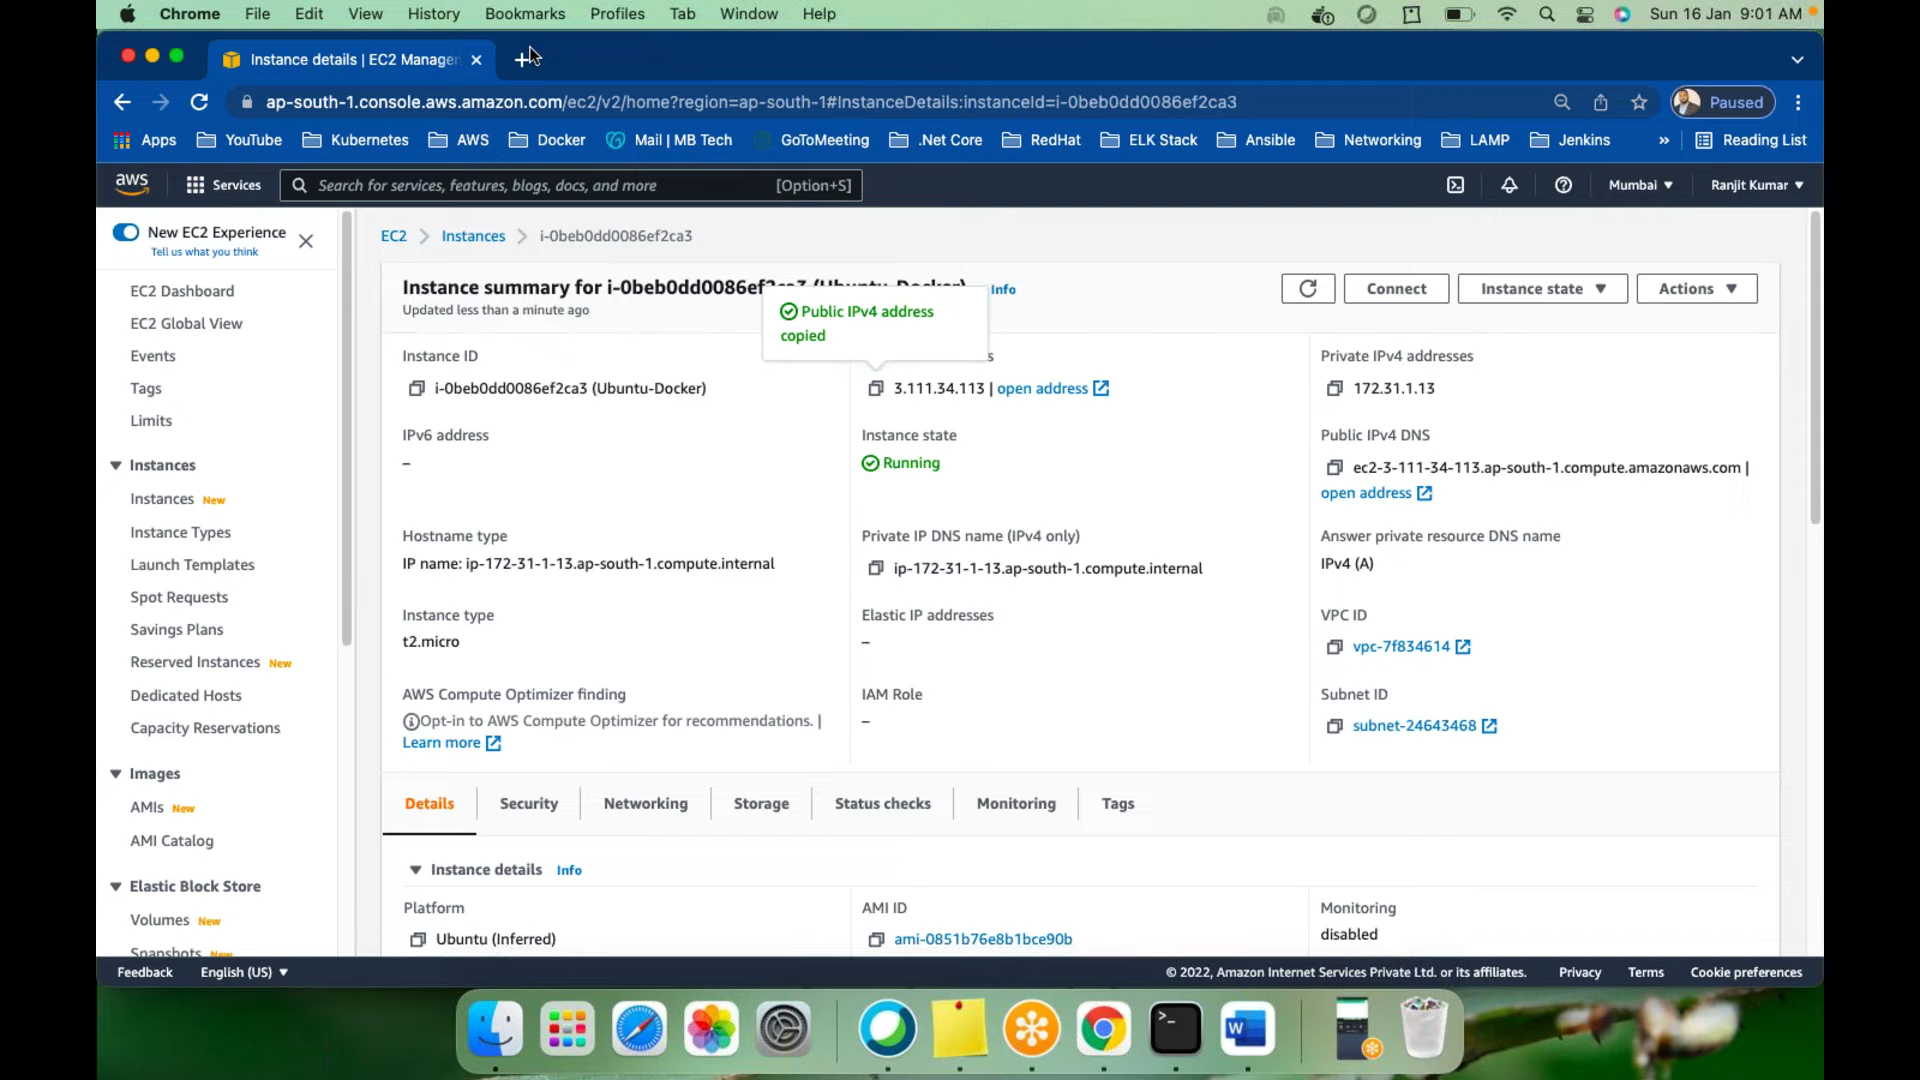 Chrome File Edit View History Bookmarks Profiles Tab Window Help Sun 16 Jan 9:01 AM
Instance details | EC2 Manage
ap-south-1.console.aws.amazon.com/ec2/v2/home?region=ap-south-1#InstanceDetails:instanceId=i-0beb0dd0086ef2ca3 Paused
Apps YouTube Kubernetes AWS Docker Mail | MB Tech GoToMeeting .Net Core RedHat ELK Stack Ansible Networking LAMP Jenkins » Reading List
aws Services Search for services, features, blogs, docs, and more [Option+S] Mumbai Ranjit Kumar
New EC2 Experience
Tell us what you think
EC2 Dashboard
EC2 Global View
Events
Tags
Limits
Instances
Instances New
Instance Types
Launch Templates
Spot Requests
Savings Plans
Reserved Instances New
Dedicated Hosts
Capacity Reservations
Images
AMIs New
AMI Catalog
Elastic Block Store
Volumes New
Snapshots New
EC2 > Instances > i-0beb0dd0086ef2ca3
Instance summary for i-0beb0dd0086ef2ca3 (Ubuntu-Docker) Info
Updated less than a minute ago
Connect Instance state Actions
Public IPv4 address
copied
Instance ID
i-0beb0dd0086ef2ca3 (Ubuntu-Docker)
3.111.34.113 | open address
Private IPv4 addresses
172.31.1.13
IPv6 address
–
Instance state
Running
Public IPv4 DNS
ec2-3-111-34-113.ap-south-1.compute.amazonaws.com |
open address
Hostname type
IP name: ip-172-31-1-13.ap-south-1.compute.internal
Private IP DNS name (IPv4 only)
ip-172-31-1-13.ap-south-1.compute.internal
Answer private resource DNS name
IPv4 (A)
Instance type
t2.micro
Elastic IP addresses
–
VPC ID
vpc-7f834614
AWS Compute Optimizer finding
Opt-in to AWS Compute Optimizer for recommendations. |
Learn more
IAM Role
–
Subnet ID
subnet-24643468
Details Security Networking Storage Status checks Monitoring Tags
Instance details Info
Platform
Ubuntu (Inferred)
AMI ID
ami-0851b76e8b1bce90b
Monitoring
disabled
Feedback English (US) © 2022, Amazon Internet Services Private Ltd. or its affiliates. Privacy Terms Cookie preferences